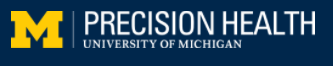 M PRECISION HEALTH
UNIVERSITY OF MICHIGAN